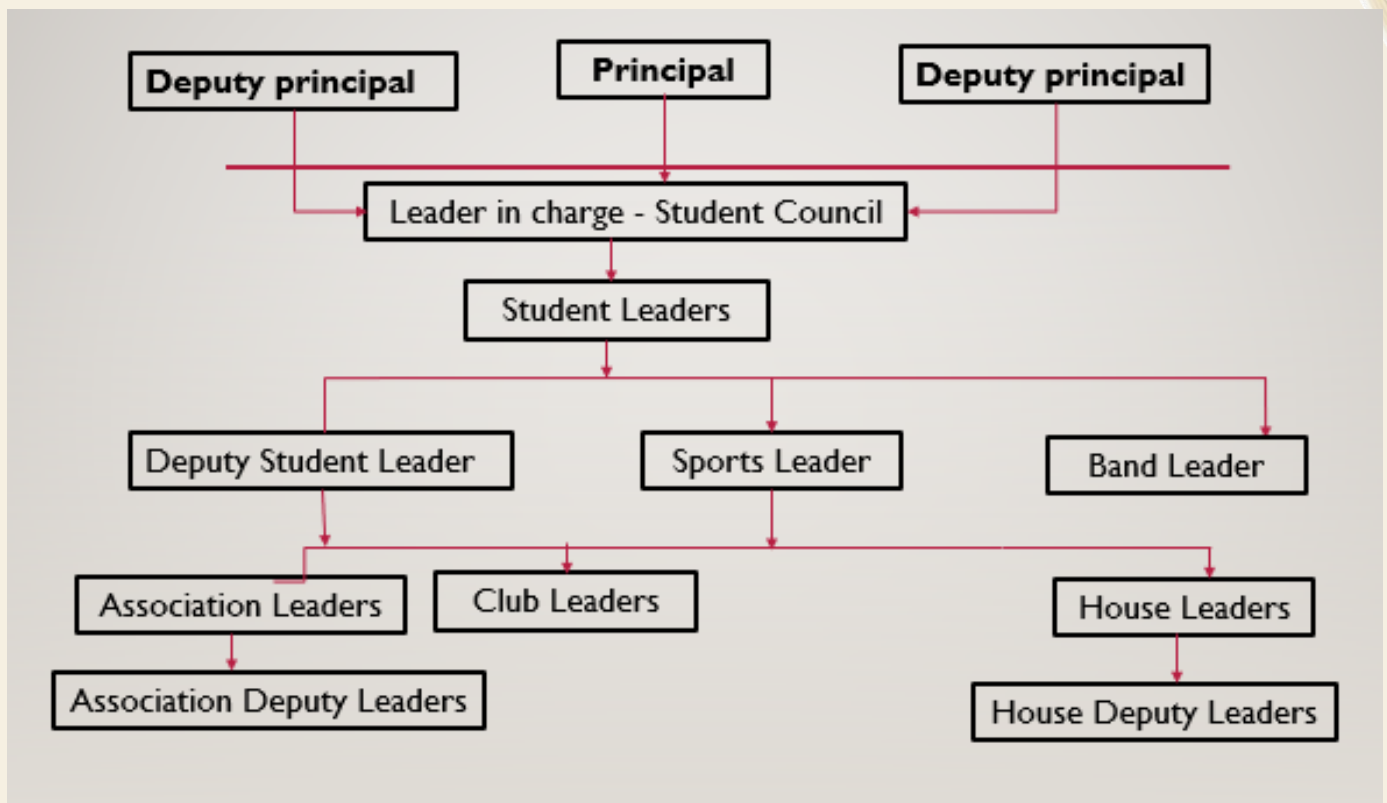 Deputy principal
Principal
Deputy principal
Leader in charge - Student Council
Student Leaders
Deputy Student Leader
Sports Leader
Band Leader
Association Leaders
Club Leaders
House Leaders
Association Deputy Leaders
House Deputy Leaders